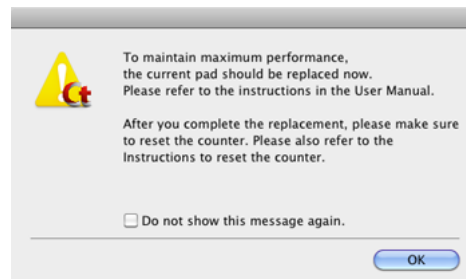 Ct
To maintain maximum performance,
the current pad should be replaced now.
Please refer to the instructions in the User Manual.
After you complete the replacement, please make sure
to reset the counter. Please also refer to the
Instructions to reset the counter.
Do not show this message again.
OK